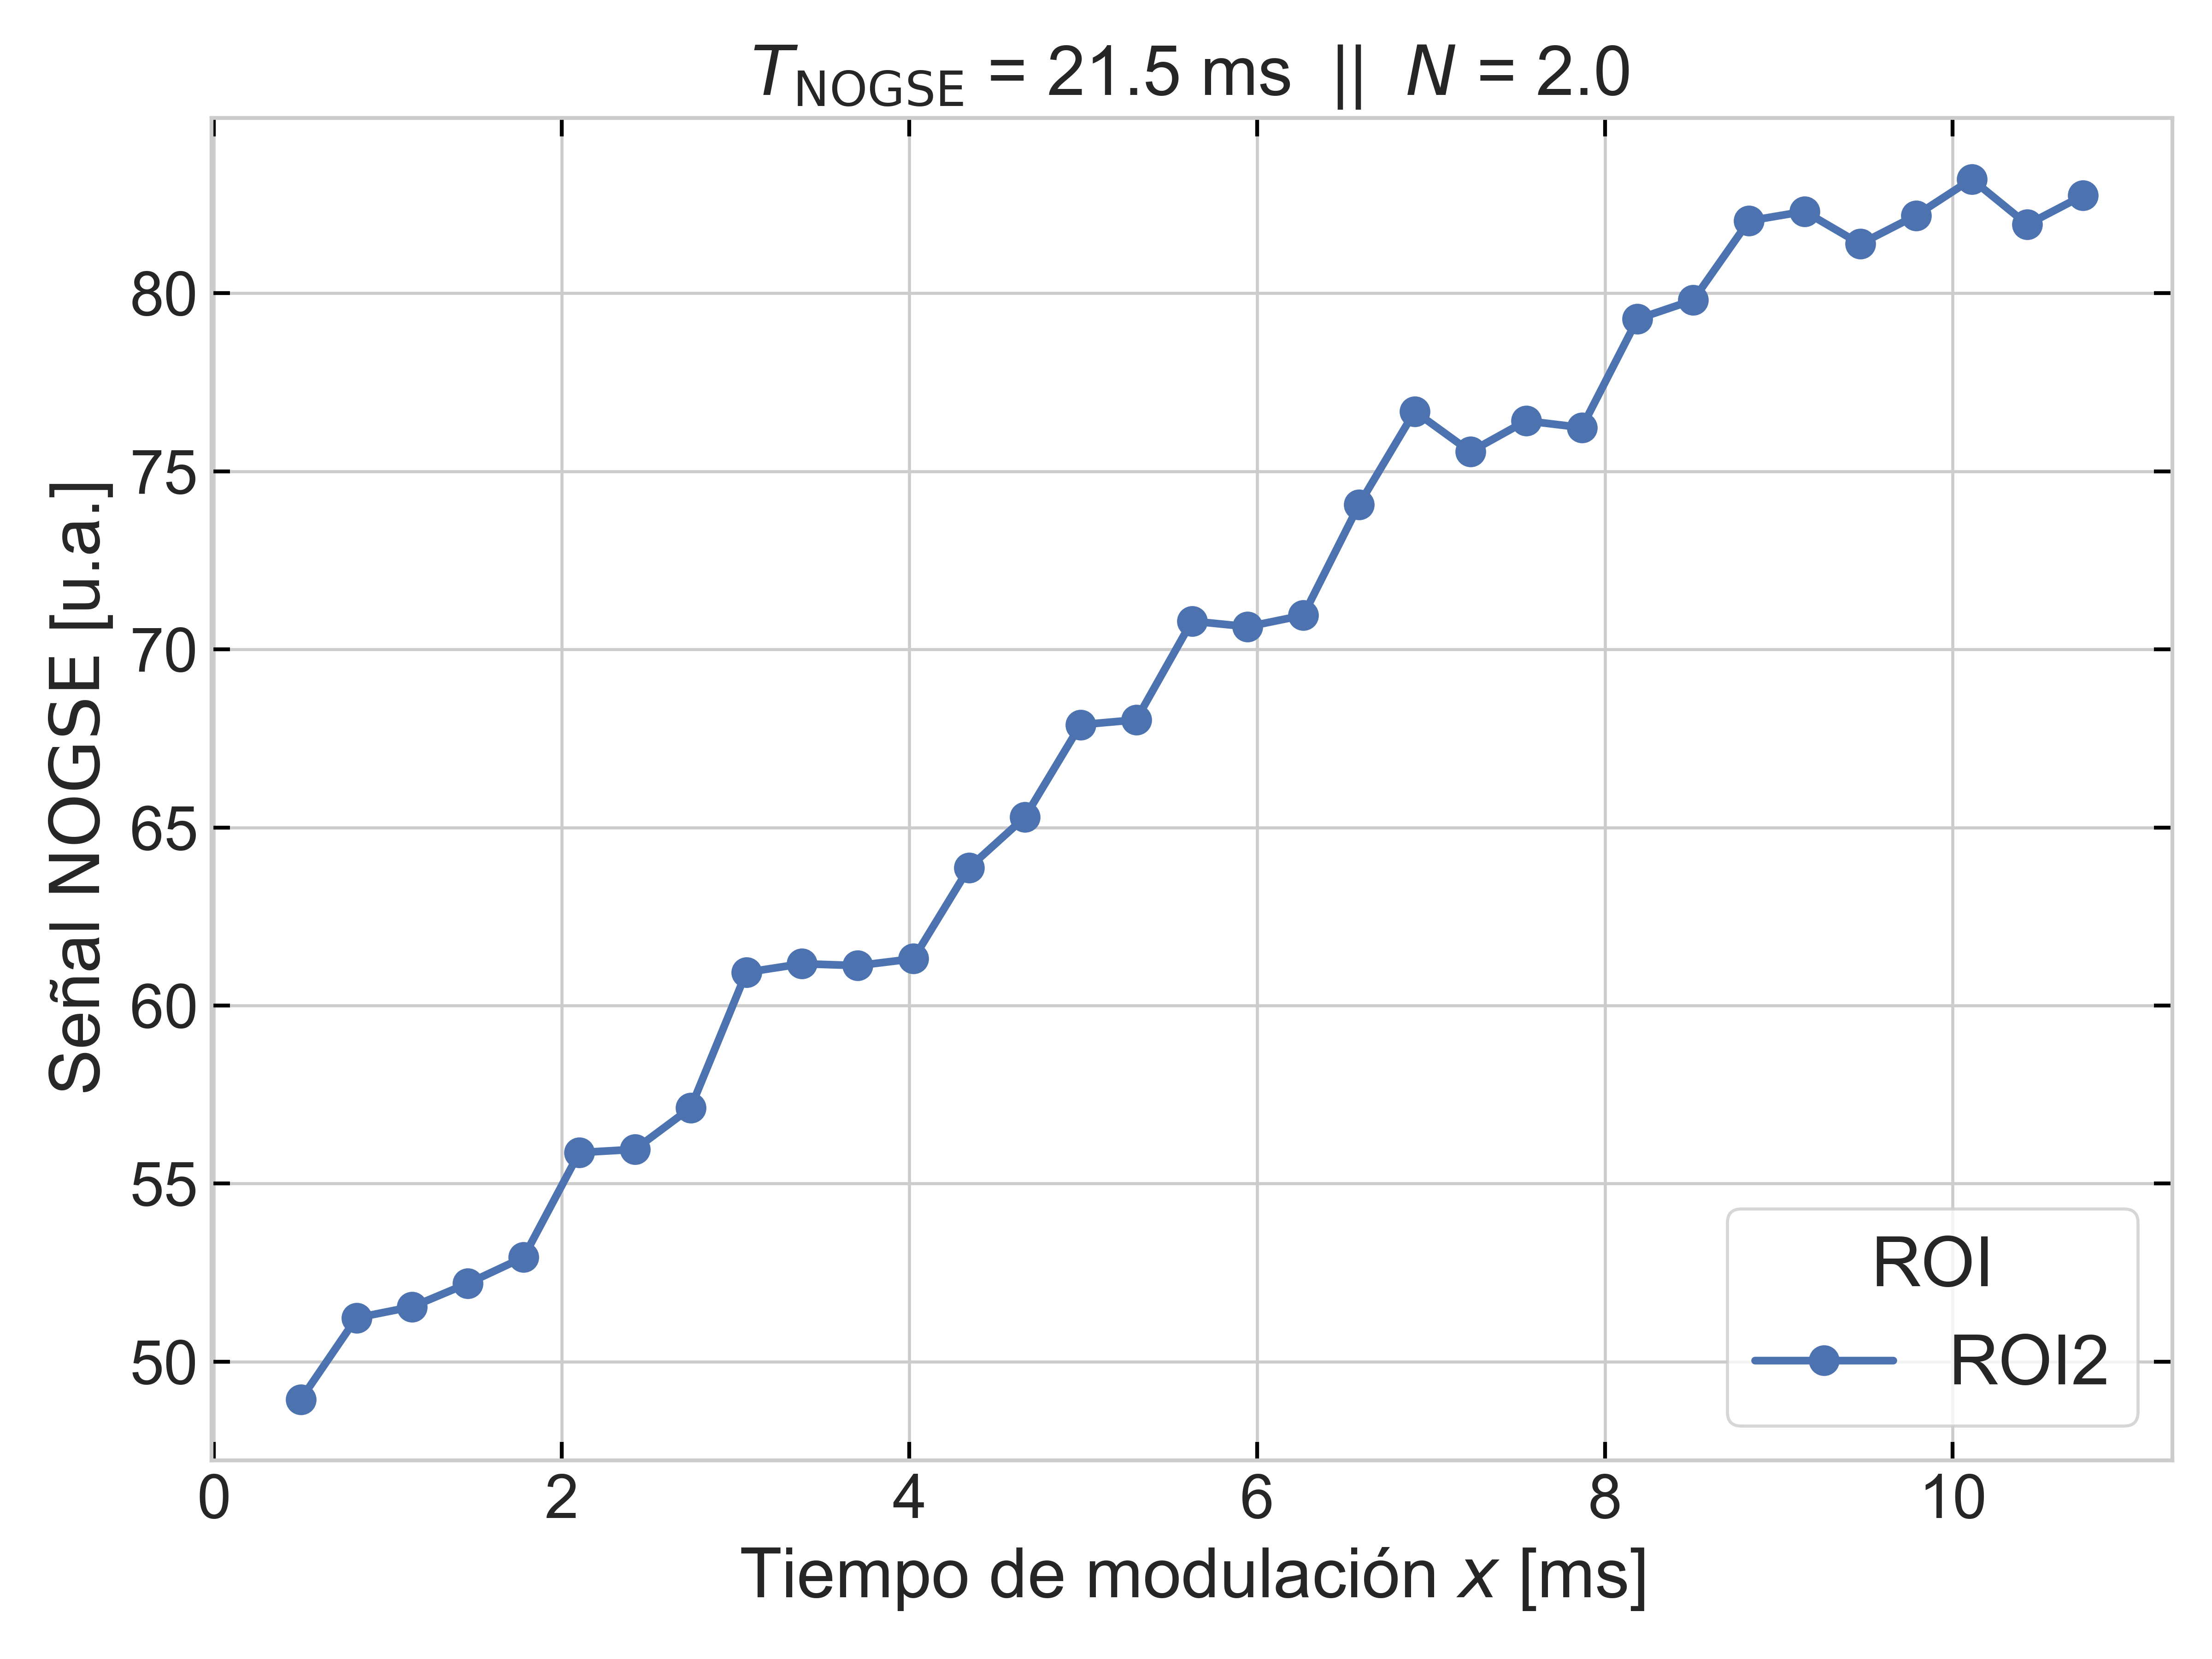 T_NOGSE = 21.5 ms || N = 2.0
Señal NOGSE [u.a.]
80
75
70
65
60
55
50
ROI
ROI2
0 2 4 6 8 10
Tiempo de modulación x [ms]